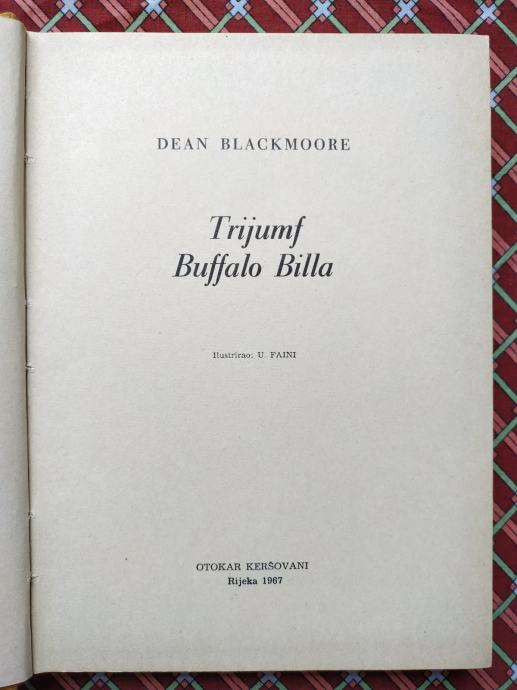 DEAN BLACKMOORE
Trijumf
Buffalo Billa
Ilustrirao: U. FAINI
OTOKAR KERŠOVANI
Rijeka 1967